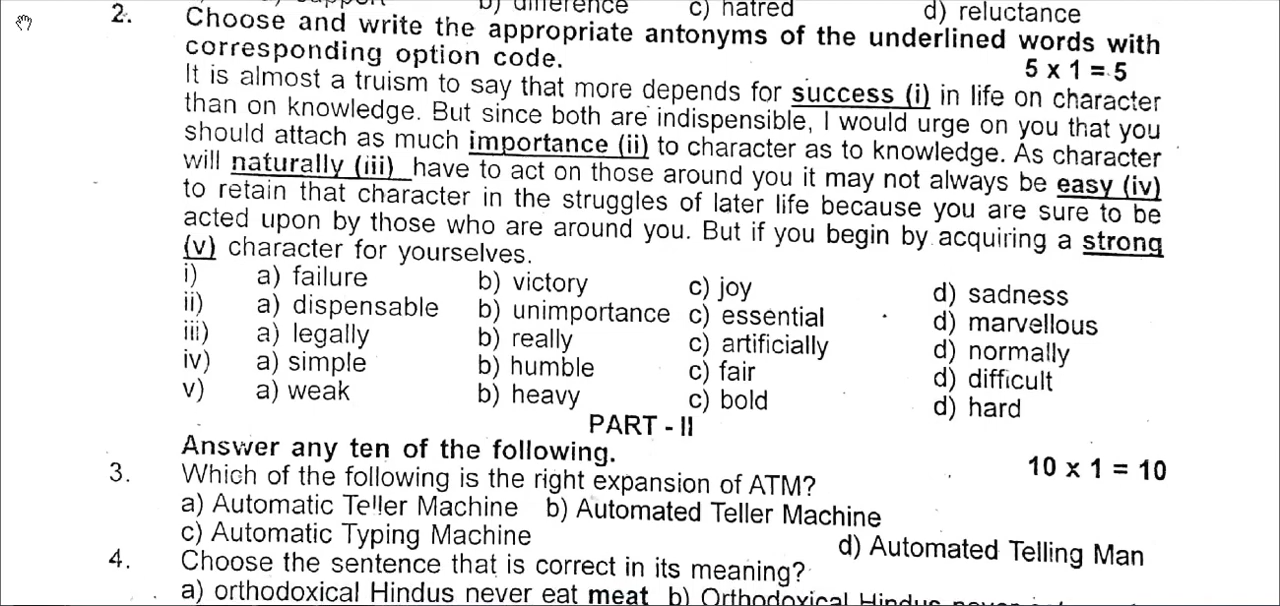 b) difference c) hatred d) reluctance
2. Choose and write the appropriate antonyms of the underlined words with
corresponding option code. 5 x 1 = 5
It is almost a truism to say that more depends for success (i) in life on character
than on knowledge. But since both are indispensible, I would urge on you that you
should attach as much importance (ii) to character as to knowledge. As character
will naturally (iii) have to act on those around you it may not always be easy (iv)
to retain that character in the struggles of later life because you are sure to be
acted upon by those who are around you. But if you begin by acquiring a strong
(v) character for yourselves.
i) a) failure b) victory c) joy d) sadness
ii) a) dispensable b) unimportance c) essential d) marvellous
iii) a) legally b) really c) artificially d) normally
iv) a) simple b) humble c) fair d) difficult
v) a) weak b) heavy c) bold d) hard
PART - II
Answer any ten of the following. 10 x 1 = 10
3. Which of the following is the right expansion of ATM?
a) Automatic Teller Machine b) Automated Teller Machine
c) Automatic Typing Machine d) Automated Telling Man
4. Choose the sentence that is correct in its meaning?
a) orthodoxical Hindus never eat meat b) Orthodoxical Hindus